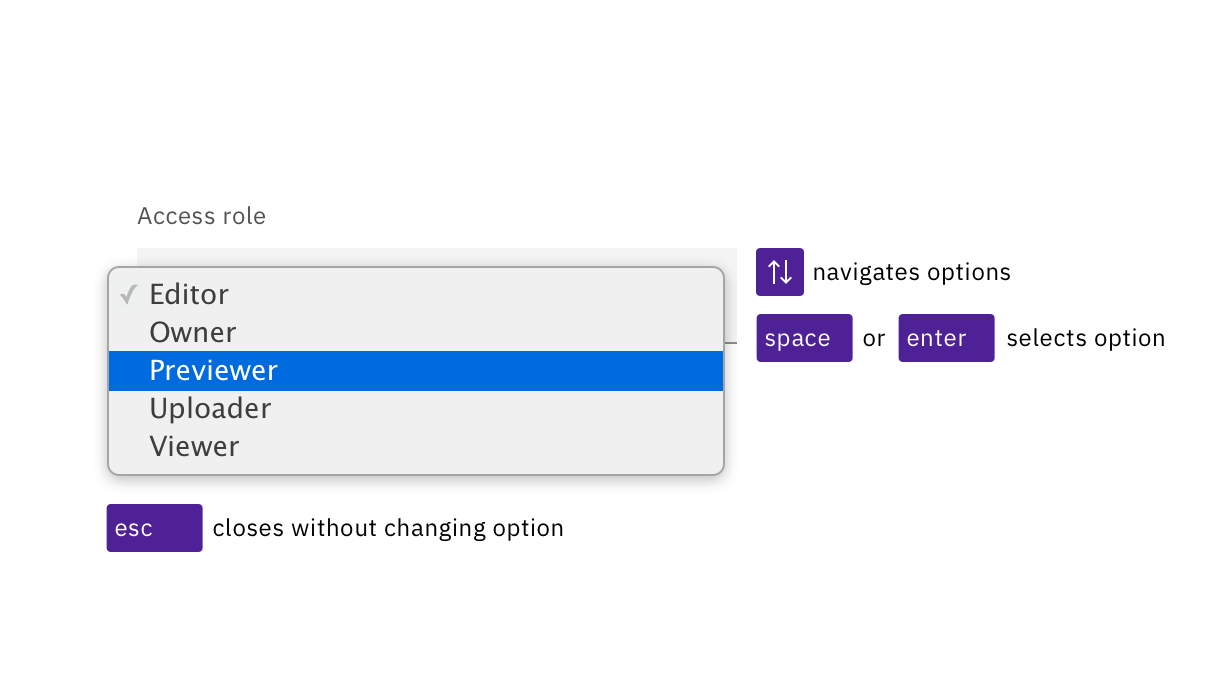 Access role
✓ Editor
Owner
Previewer
Uploader
Viewer
↑↓ navigates options
space or enter selects option
esc closes without changing option